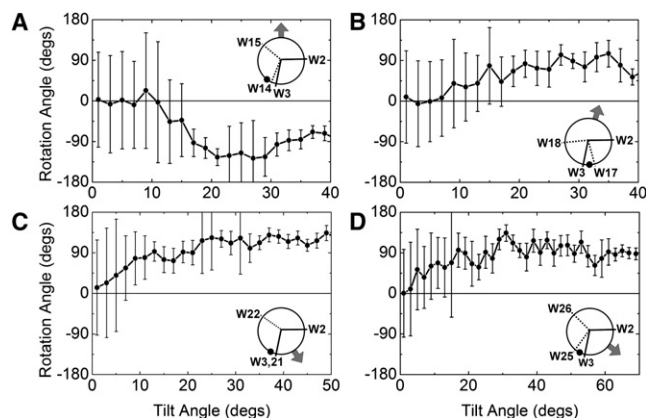 A
B
Rotation Angle (degs)
180
90
0
-90
-180
0 10 20 30 40
W15
W2
W14
W3
180
90
0
-90
-180
0 10 20 30 40
W18
W2
W3
W17
C
D
Rotation Angle (degs)
180
90
0
-90
-180
0 10 20 30 40 50
W22
W2
W3,21
180
90
0
-90
-180
0 10 20 30 40 50 60
W26
W2
W25
W3
Tilt Angle (degs)
Tilt Angle (degs)